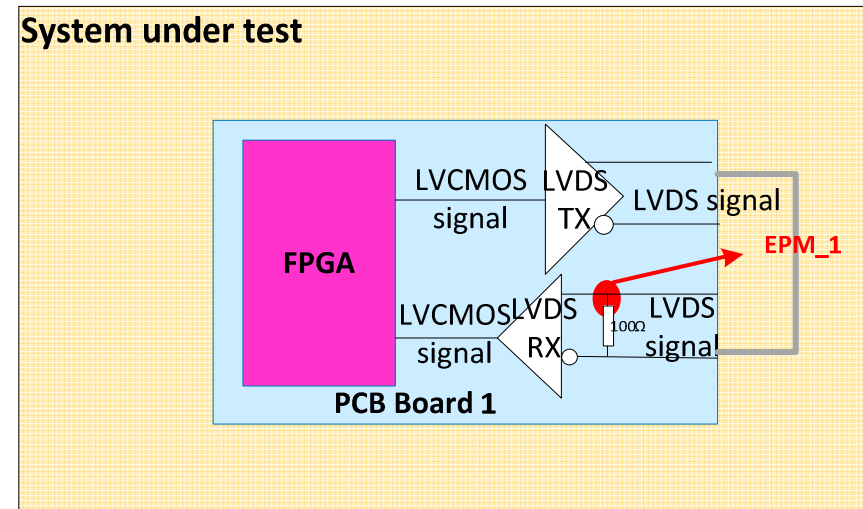 System under test
LVCMOS
signal
LVDS
TX
LVDS signal
EPM_1
FPGA
LVCMOS
signal
LVDS
RX
100Ω
LVDS
signal
PCB Board 1